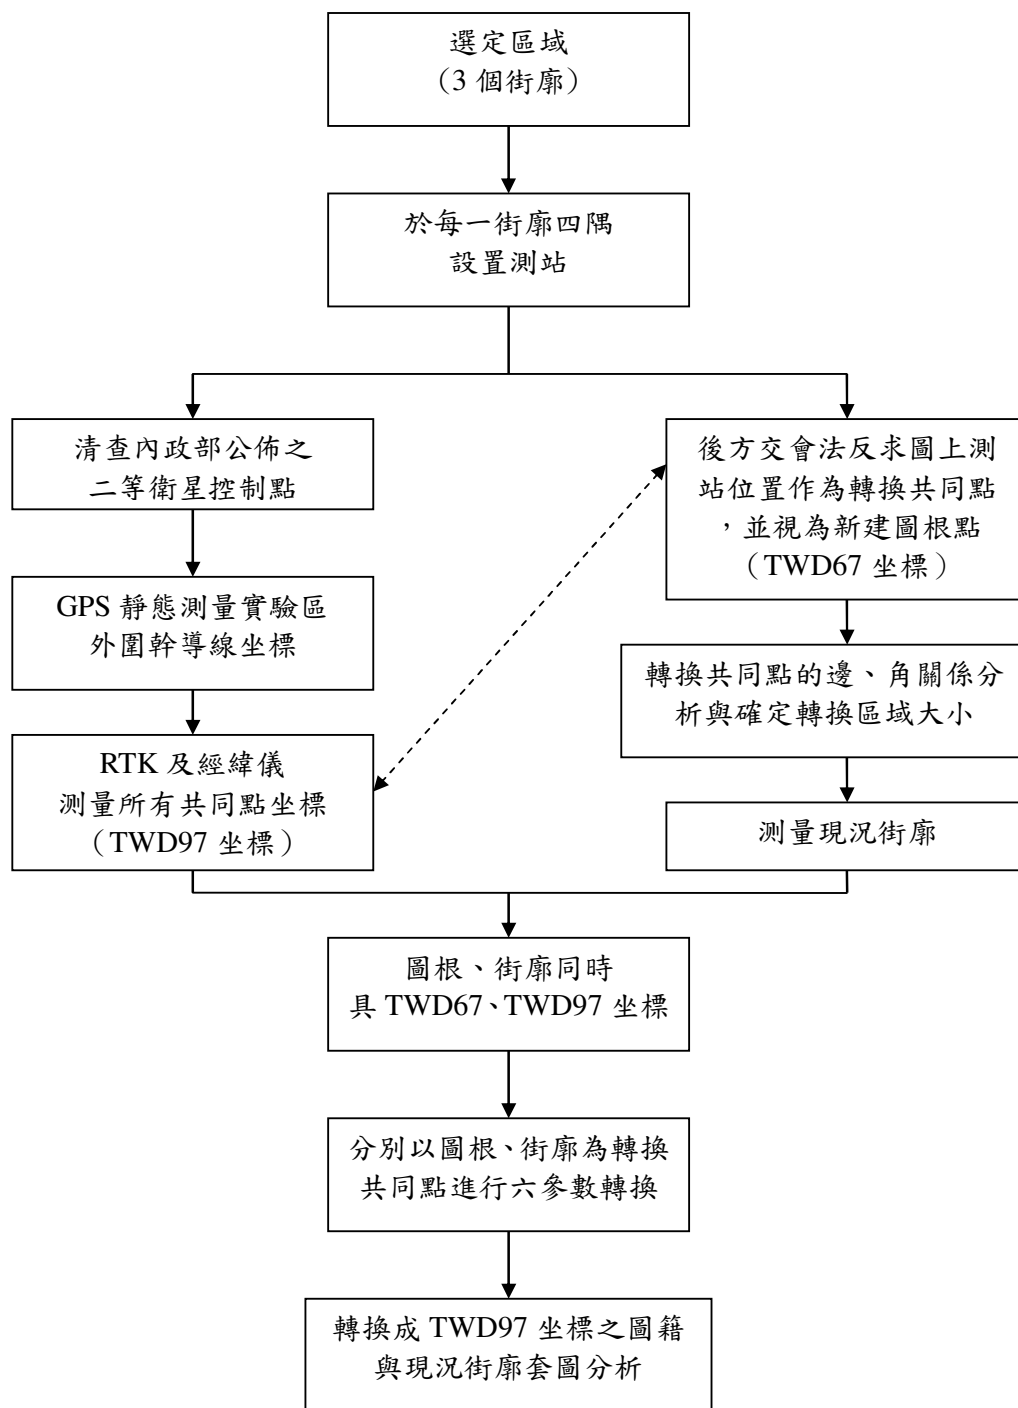 選定區域
（3 個街廓）
於每一街廓四隅
設置測站
清查內政部公佈之
二等衛星控制點
GPS 靜態測量實驗區
外圍幹導線坐標
RTK 及經緯儀
測量所有共同點坐標
（TWD97 坐標）
後方交會法反求圖上測
站位置作為轉換共同點
，並視為新建圖根點
（TWD67 坐標）
轉換共同點的邊、角關係分
析與確定轉換區域大小
測量現況街廓
圖根、街廓同時
具 TWD67、TWD97 坐標
分別以圖根、街廓為轉換
共同點進行六參數轉換
轉換成 TWD97 坐標之圖籍
與現況街廓套圖分析